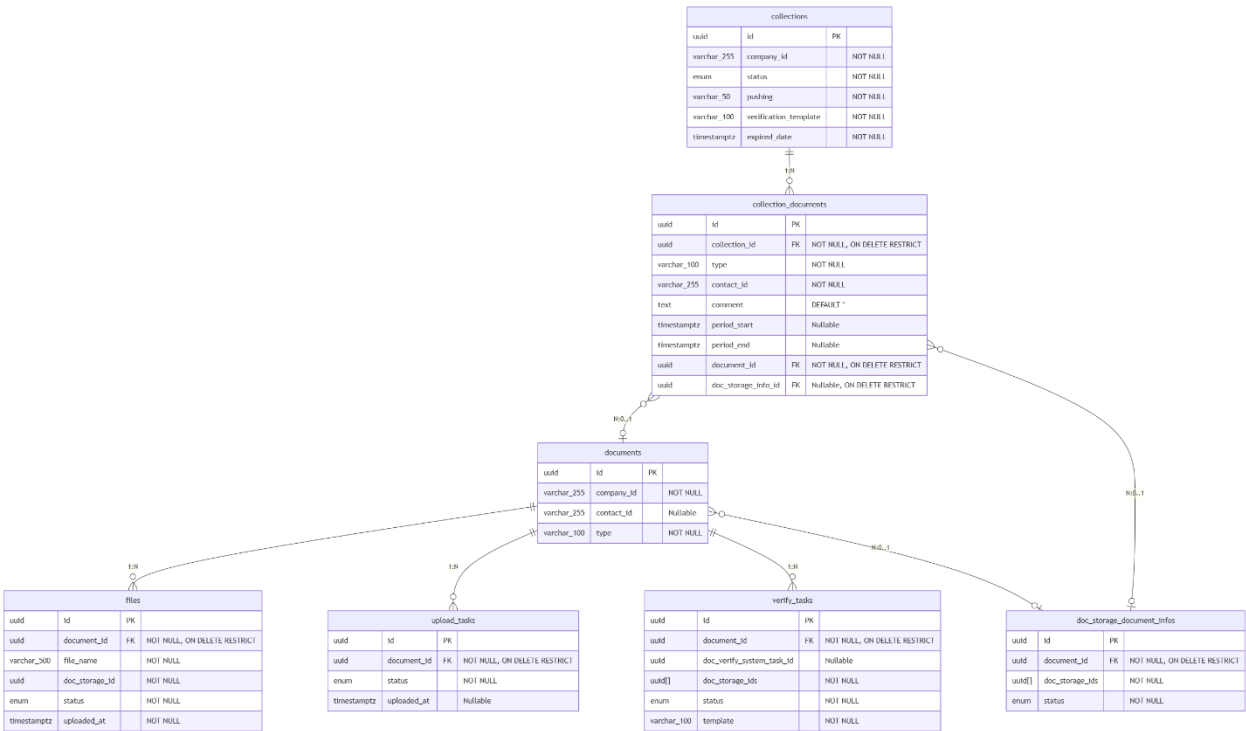 collections
uuid id PK
varchar_255 company_id NOT NULL
enum status NOT NULL
varchar_50 pushing NOT NULL
varchar_100 verification_template NOT NULL
timestamptz expired_date NOT NULL
1:N
collection_documents
uuid id PK
uuid collection_id FK NOT NULL, ON DELETE RESTRICT
varchar_100 type NOT NULL
varchar_255 contact_id NOT NULL
text comment DEFAULT ''
timestamptz period_start Nullable
timestamptz period_end Nullable
uuid document_id FK NOT NULL, ON DELETE RESTRICT
uuid doc_storage_info_id FK Nullable, ON DELETE RESTRICT
N:0..1
documents
uuid id PK
varchar_255 company_id NOT NULL
varchar_255 contact_id Nullable
varchar_100 type NOT NULL
N:0..1
N:0..1
1:N
1:N
1:N
files
uuid id PK
uuid document_id FK NOT NULL, ON DELETE RESTRICT
varchar_500 file_name NOT NULL
uuid doc_storage_id NOT NULL
enum status NOT NULL
timestamptz uploaded_at NOT NULL
upload_tasks
uuid id PK
uuid document_id FK NOT NULL, ON DELETE RESTRICT
enum status NOT NULL
timestamptz uploaded_at Nullable
verify_tasks
uuid id PK
uuid document_id FK NOT NULL, ON DELETE RESTRICT
uuid doc_verify_system_task_id Nullable
uuid[] doc_storage_ids NOT NULL
enum status NOT NULL
varchar_100 template NOT NULL
doc_storage_document_infos
uuid id PK
uuid document_id FK NOT NULL, ON DELETE RESTRICT
uuid[] doc_storage_ids NOT NULL
enum status NOT NULL